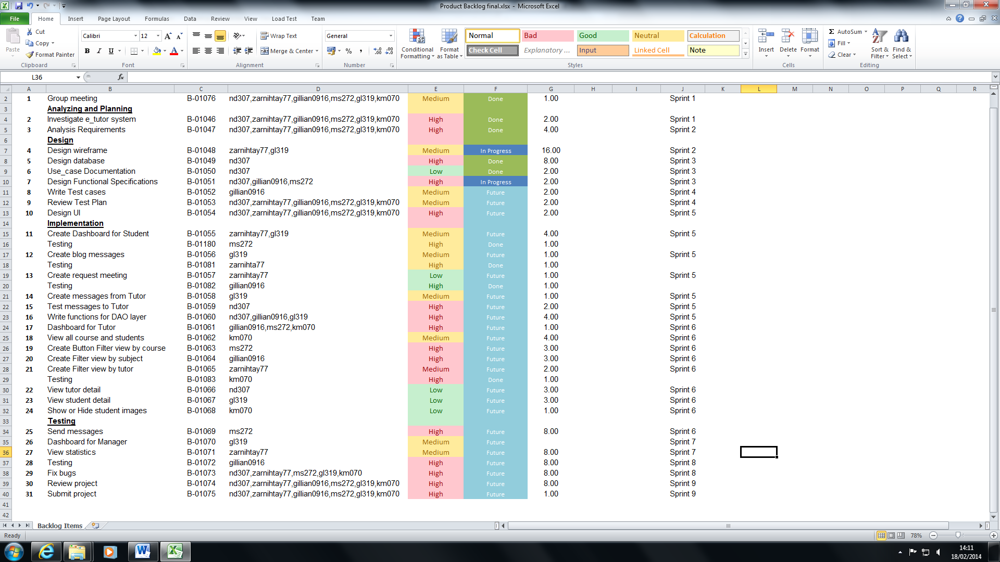 Product Backlog final.xlsx - Microsoft Excel
File Home Insert Page Layout Formulas Data Review View Load Test Team
Paste Cut Copy Format Painter Clipboard
Calibri 12 B I U Font
Wrap Text Merge & Center Alignment
General % , Number
Conditional Formatting Format as Table
Normal Bad Good Neutral Calculation
Check Cell Explanatory ... Input Linked Cell Note
Styles
Insert Delete Format Cells
AutoSum Fill Clear Sort & Filter Find & Select Editing
L36 fx
A B C D E F G H I J K L M N O P Q R
2 1 Group meeting B-01076 nd307,zarnihtay77,gillian0916,ms272,gl319,km070 Medium Done 1.00 Sprint 1
3 Analyzing and Planning
4 2 Investigate e_tutor system B-01046 nd307,zarnihtay77,gillian0916,ms272,gl319,km070 High Done 2.00 Sprint 1
5 3 Analysis Requirements B-01047 nd307,zarnihtay77,gillian0916,ms272,gl319,km070 High Done 4.00 Sprint 2
6 Design
7 4 Design wireframe B-01048 zarnihtay77,gl319 Medium In Progress 16.00 Sprint 2
8 5 Design database B-01049 nd307 High Done 8.00 Sprint 3
9 6 Use_case Documentation B-01050 nd307 Low Done 2.00 Sprint 3
10 7 Design Functional Specifications B-01051 nd307,gillian0916,ms272 High In Progress 2.00 Sprint 3
11 8 Write Test cases B-01052 gillian0916 Medium Future 2.00 Sprint 4
12 9 Review Test Plan B-01053 nd307,zarnihtay77,gillian0916,ms272,gl319,km070 Medium Future 2.00 Sprint 4
13 10 Design UI B-01054 nd307,zarnihtay77,gillian0916,ms272,gl319,km070 High Future 2.00 Sprint 5
14 Implementation
15 11 Create Dashboard for Student B-01055 zarnihtay77,gl319 Medium Future 4.00 Sprint 5
16 Testing B-01180 ms272 High Done 1.00
17 12 Create blog messages B-01056 gl319 Medium Future 1.00 Sprint 5
18 Testing B-01081 zarnihta77 High Done 1.00
19 13 Create request meeting B-01057 zarnihtay77 Low Future 1.00 Sprint 5
20 Testing B-01082 gillian0916 High Done 1.00
21 14 Create messages from Tutor B-01058 gl319 Medium Future 1.00 Sprint 5
22 15 Test messages to Tutor B-01059 nd307 High Future 2.00 Sprint 5
23 16 Write functions for DAO layer B-01060 nd307,gillian0916,gl319 High Future 4.00 Sprint 5
24 17 Dashboard for Tutor B-01061 gillian0916,ms272,km070 High Future 1.00 Sprint 6
25 18 View all course and students B-01062 km070 Medium Future 4.00 Sprint 6
26 19 Create Button Filter view by course B-01063 ms272 High Future 3.00 Sprint 6
27 20 Create Filter view by subject B-01064 gillian0916 High Future 3.00 Sprint 6
28 21 Create Filter view by tutor B-01065 zarnihtay77 Medium Future 2.00 Sprint 6
29 Testing B-01083 km070 High Done 1.00
30 22 View tutor detail B-01066 nd307 Low Future 3.00 Sprint 6
31 23 View student detail B-01067 gl319 Low Future 3.00 Sprint 6
32 24 Show or Hide student images B-01068 km070 Low Future 1.00 Sprint 6
33 Testing
34 25 Send messages B-01069 ms272 High Future 8.00 Sprint 6
35 26 Dashboard for Manager B-01070 gl319 Medium Future Sprint 7
36 27 View statistics B-01071 zarnihtay77 Medium Future 8.00 Sprint 7
37 28 Testing B-01072 gillian0916 High Future 8.00 Sprint 8
38 29 Fix bugs B-01073 nd307,zarnihtay77,ms272,gl319,km070 High Future 8.00 Sprint 8
39 30 Review project B-01074 nd307,zarnihtay77,gillian0916,ms272,gl319,km070 High Future 8.00 Sprint 9
40 31 Submit project B-01075 nd307,zarnihtay77,gillian0916,ms272,gl319,km070 High Future 1.00 Sprint 9
41
42
Backlog Items
Ready 78%
14:11
18/02/2014